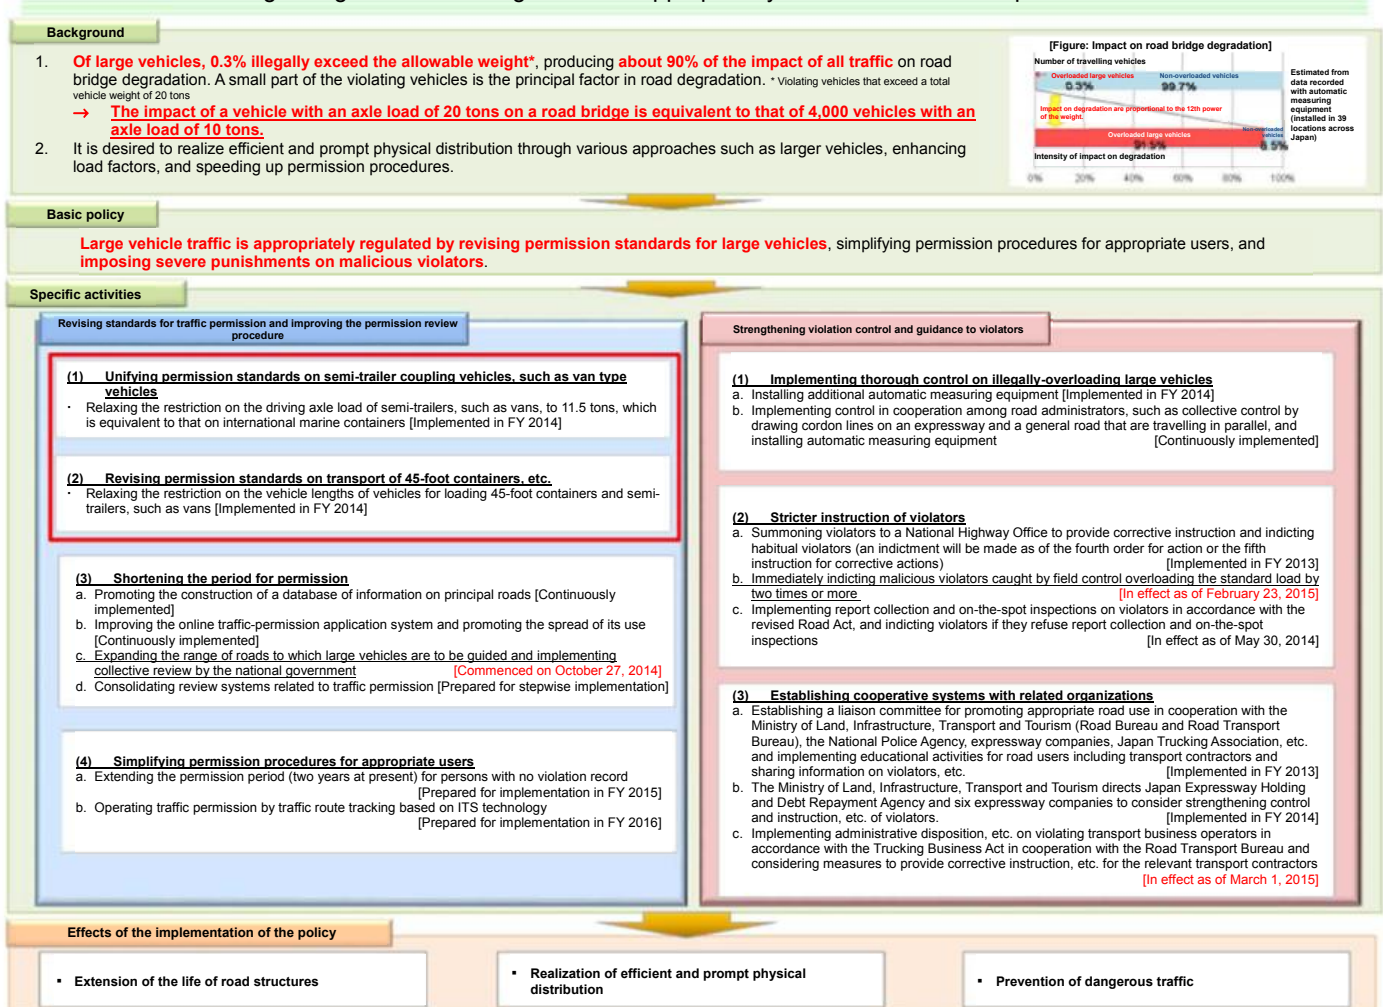 Background
1. Of large vehicles, 0.3% illegally exceed the allowable weight*, producing about 90% of the impact of all traffic on road
bridge degradation. A small part of the violating vehicles is the principal factor in road degradation. * Violating vehicles that exceed a total
vehicle weight of 20 tons
→ The impact of a vehicle with an axle load of 20 tons on a road bridge is equivalent to that of 4,000 vehicles with an
axle load of 10 tons.
2. It is desired to realize efficient and prompt physical distribution through various approaches such as larger vehicles, enhancing
load factors, and speeding up permission procedures.
[Figure: Impact on road bridge degradation]
Number of travelling vehicles
Overloaded large vehicles Non-overloaded vehicles
0.3% 99.7%
Impact on degradation are proportional to the 12th power
of the weight.
Overloaded large vehicles Non-overloaded
vehicles
91.5% 8.5%
Intensity of impact on degradation
0% 20% 40% 60% 80% 100%
Estimated from
data recorded
with automatic
measuring
equipment
(installed in 39
locations across
Japan)
Basic policy
Large vehicle traffic is appropriately regulated by revising permission standards for large vehicles, simplifying permission procedures for appropriate users, and
imposing severe punishments on malicious violators.
Specific activities
Revising standards for traffic permission and improving the permission review
procedure
(1) Unifying permission standards on semi-trailer coupling vehicles, such as van type
vehicles
・ Relaxing the restriction on the driving axle load of semi-trailers, such as vans, to 11.5 tons, which
is equivalent to that on international marine containers [Implemented in FY 2014]
(2) Revising permission standards on transport of 45-foot containers, etc.
・ Relaxing the restriction on the vehicle lengths of vehicles for loading 45-foot containers and semi-
trailers, such as vans [Implemented in FY 2014]
(3) Shortening the period for permission
a. Promoting the construction of a database of information on principal roads [Continuously
implemented]
b. Improving the online traffic-permission application system and promoting the spread of its use
[Continuously implemented]
c. Expanding the range of roads to which large vehicles are to be guided and implementing
collective review by the national government [Commenced on October 27, 2014]
d. Consolidating review systems related to traffic permission [Prepared for stepwise implementation]
(4) Simplifying permission procedures for appropriate users
a. Extending the permission period (two years at present) for persons with no violation record
[Prepared for implementation in FY 2015]
b. Operating traffic permission by traffic route tracking based on ITS technology
[Prepared for implementation in FY 2016]
Strengthening violation control and guidance to violators
(1) Implementing thorough control on illegally-overloading large vehicles
a. Installing additional automatic measuring equipment [Implemented in FY 2014]
b. Implementing control in cooperation among road administrators, such as collective control by
drawing cordon lines on an expressway and a general road that are travelling in parallel, and
installing automatic measuring equipment [Continuously implemented]
(2) Stricter instruction of violators
a. Summoning violators to a National Highway Office to provide corrective instruction and indicting
habitual violators (an indictment will be made as of the fourth order for action or the fifth
instruction for corrective actions) [Implemented in FY 2013]
b. Immediately indicting malicious violators caught by field control overloading the standard load by
two times or more [In effect as of February 23, 2015]
c. Implementing report collection and on-the-spot inspections on violators in accordance with the
revised Road Act, and indicting violators if they refuse report collection and on-the-spot
inspections [In effect as of May 30, 2014]
(3) Establishing cooperative systems with related organizations
a. Establishing a liaison committee for promoting appropriate road use in cooperation with the
Ministry of Land, Infrastructure, Transport and Tourism (Road Bureau and Road Transport
Bureau), the National Police Agency, expressway companies, Japan Trucking Association, etc.
and implementing educational activities for road users including transport contractors and
sharing information on violators, etc. [Implemented in FY 2013]
b. The Ministry of Land, Infrastructure, Transport and Tourism directs Japan Expressway Holding
and Debt Repayment Agency and six expressway companies to consider strengthening control
and instruction, etc. of violators. [Implemented in FY 2014]
c. Implementing administrative disposition, etc. on violating transport business operators in
accordance with the Trucking Business Act in cooperation with the Road Transport Bureau and
considering measures to provide corrective instruction, etc. for the relevant transport contractors
[In effect as of March 1, 2015]
Effects of the implementation of the policy
▪ Extension of the life of road structures
▪ Realization of efficient and prompt physical
distribution
▪ Prevention of dangerous traffic